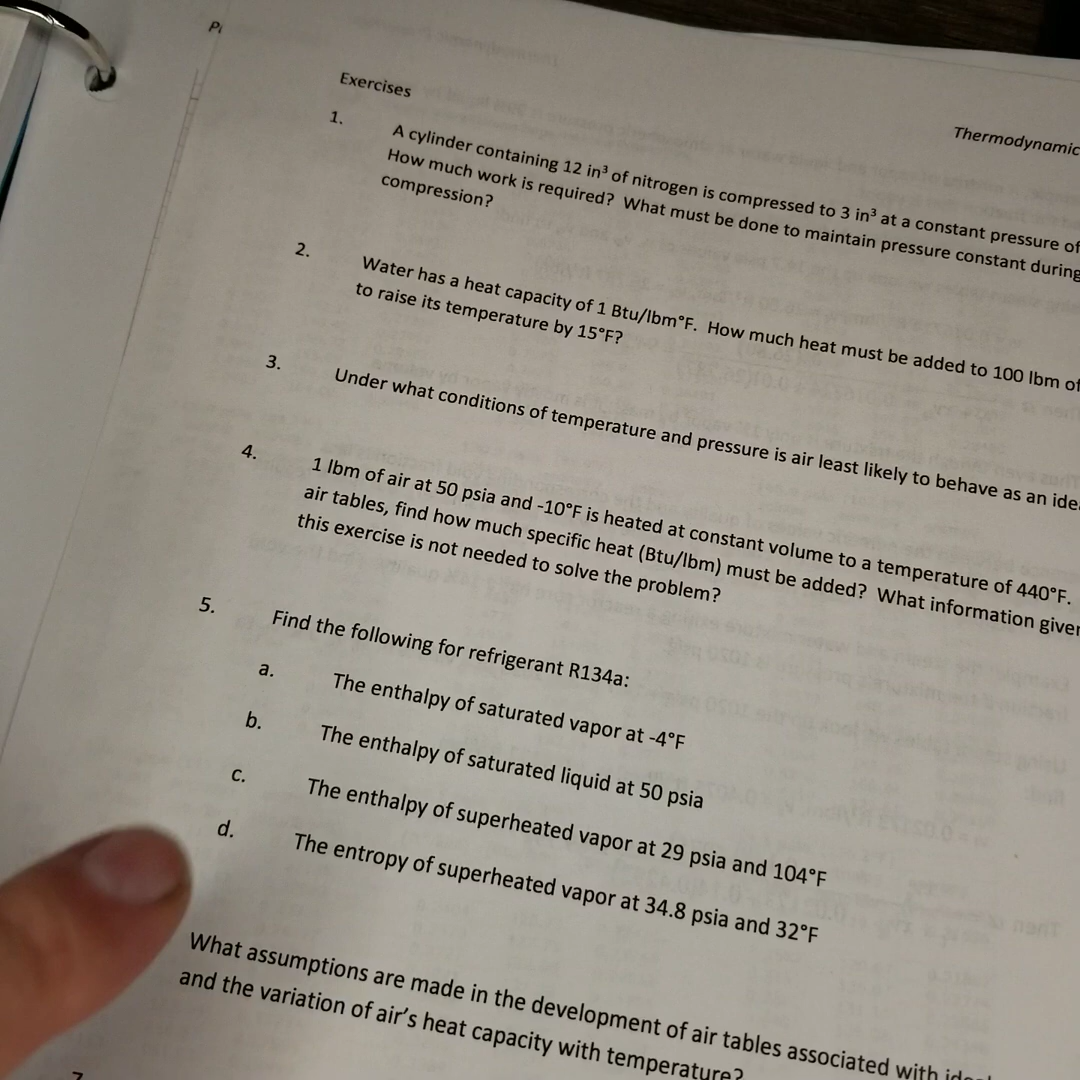 Exercises
Thermodynamic
1. A cylinder containing 12 in³ of nitrogen is compressed to 3 in³ at a constant pressure of
How much work is required? What must be done to maintain pressure constant during
compression?
2. Water has a heat capacity of 1 Btu/lbm°F. How much heat must be added to 100 lbm of
to raise its temperature by 15°F?
3. Under what conditions of temperature and pressure is air least likely to behave as an
4. 1 lbm of air at 50 psia and -10°F is heated at constant volume to a temperature of 440°F.
air tables, find how much specific heat (Btu/lbm) must be added? What information
this exercise is not needed to solve the problem?
5. Find the following for refrigerant R134a:
a. The enthalpy of saturated vapor at -4°F
b. The enthalpy of saturated liquid at 50 psia
c. The enthalpy of superheated vapor at 29 psia and 104°F
d. The entropy of superheated vapor at 34.8 psia and 32°F
What assumptions are made in the development of air tables associated with
and the variation of air's heat capacity with temperature?